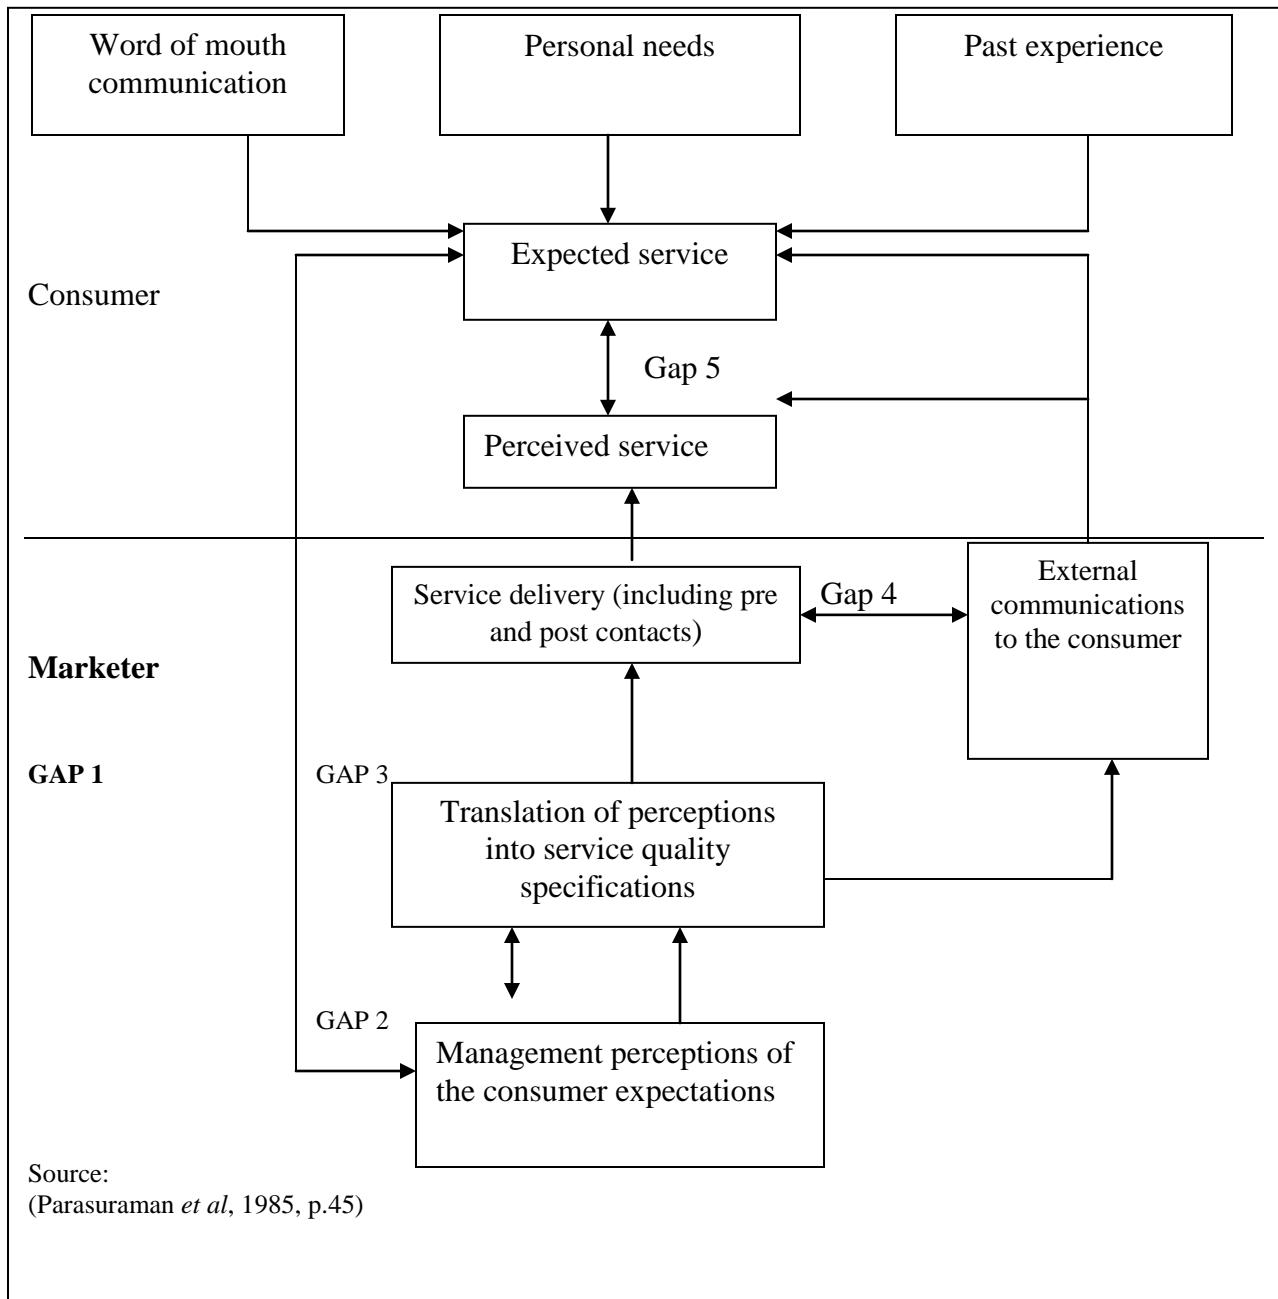 Word of mouth
communication
Personal needs
Past experience
Expected service
Consumer
Gap 5
Perceived service
Service delivery (including pre
and post contacts)
Gap 4
External
communications
to the consumer
Marketer
GAP 1
GAP 3
Translation of perceptions
into service quality
specifications
GAP 2
Management perceptions of
the consumer expectations
Source:
(Parasuraman et al, 1985, p.45)